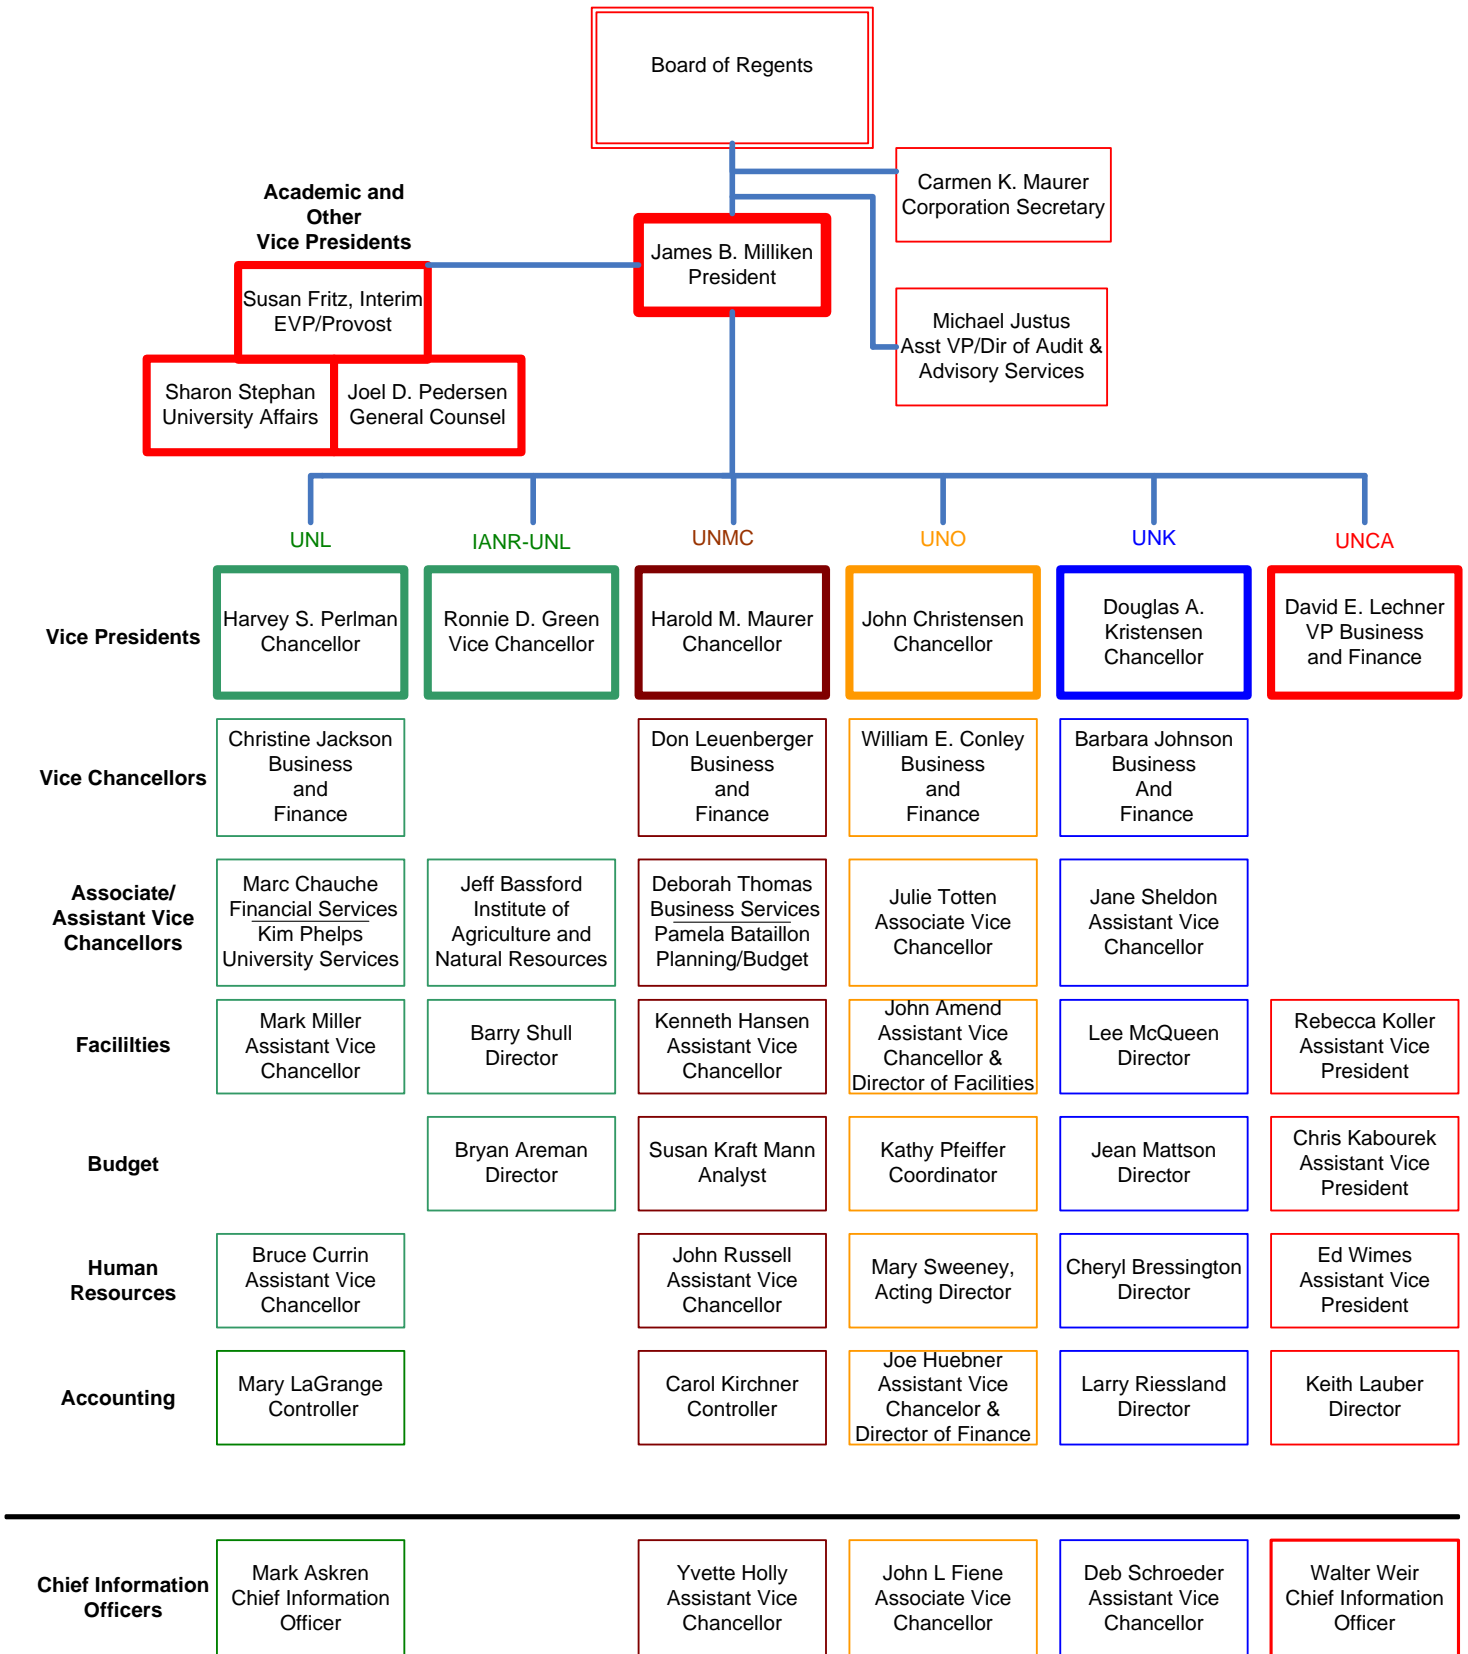 Board of Regents
Carmen K. Maurer
Corporation Secretary
Academic and
Other
Vice Presidents
James B. Milliken
President
Susan Fritz, Interim
EVP/Provost
Michael Justus
Asst VP/Dir of Audit &
Advisory Services
Sharon Stephan
University Affairs
Joel D. Pedersen
General Counsel
UNL
IANR-UNL
UNMC
UNO
UNK
UNCA
Vice Presidents
Harvey S. Perlman
Chancellor
Ronnie D. Green
Vice Chancellor
Harold M. Maurer
Chancellor
John Christensen
Chancellor
Douglas A.
Kristensen
Chancellor
David E. Lechner
VP Business
and Finance
Vice Chancellors
Christine Jackson
Business
and
Finance
Don Leuenberger
Business
and
Finance
William E. Conley
Business
and
Finance
Barbara Johnson
Business
And
Finance
Associate/
Assistant Vice
Chancellors
Marc Chauche
Financial Services
Kim Phelps
University Services
Jeff Bassford
Institute of
Agriculture and
Natural Resources
Deborah Thomas
Business Services
Pamela Bataillon
Planning/Budget
Julie Totten
Associate Vice
Chancellor
Jane Sheldon
Assistant Vice
Chancellor
Facililties
Mark Miller
Assistant Vice
Chancellor
Barry Shull
Director
Kenneth Hansen
Assistant Vice
Chancellor
John Amend
Assistant Vice
Chancellor &
Director of Facilities
Lee McQueen
Director
Rebecca Koller
Assistant Vice
President
Budget
Bryan Areman
Director
Susan Kraft Mann
Analyst
Kathy Pfeiffer
Coordinator
Jean Mattson
Director
Chris Kabourek
Assistant Vice
President
Human
Resources
Bruce Currin
Assistant Vice
Chancellor
John Russell
Assistant Vice
Chancellor
Mary Sweeney,
Acting Director
Cheryl Bressington
Director
Ed Wimes
Assistant Vice
President
Accounting
Mary LaGrange
Controller
Carol Kirchner
Controller
Joe Huebner
Assistant Vice
Chancelor &
Director of Finance
Larry Riessland
Director
Keith Lauber
Director
Chief Information
Officers
Mark Askren
Chief Information
Officer
Yvette Holly
Assistant Vice
Chancellor
John L Fiene
Associate Vice
Chancellor
Deb Schroeder
Assistant Vice
Chancellor
Walter Weir
Chief Information
Officer